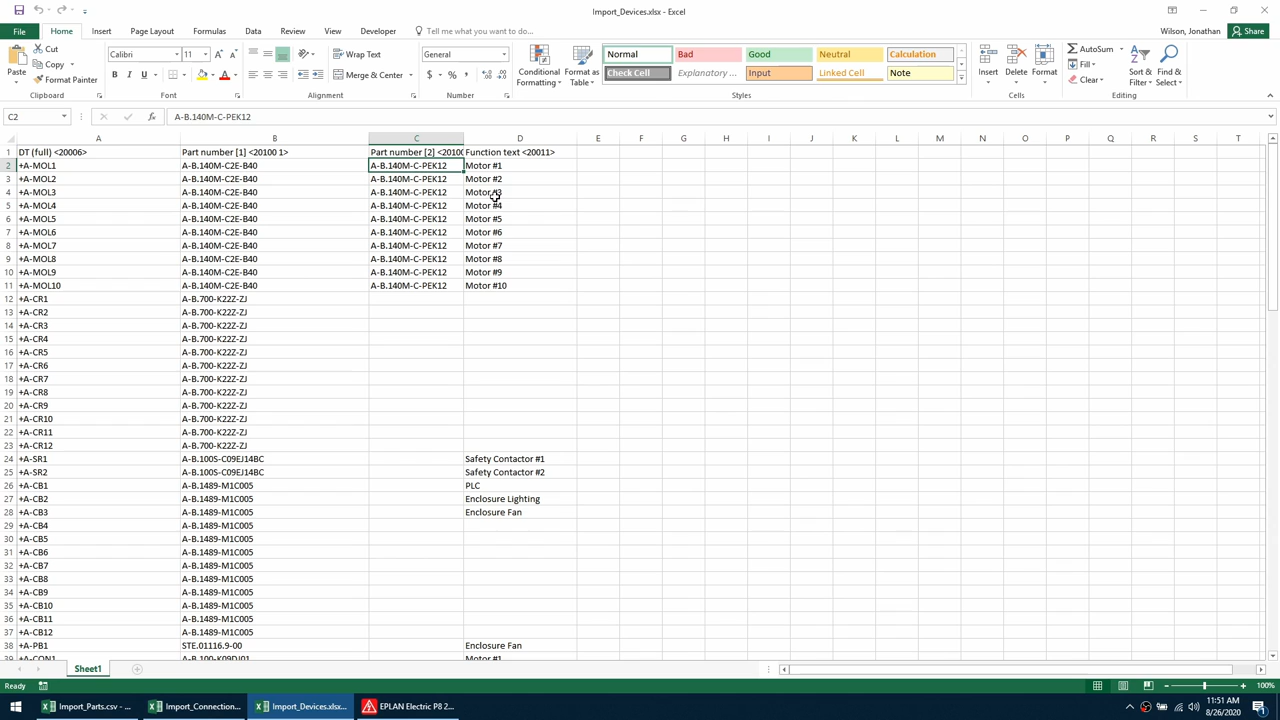 Import_Devices.xlsx - Excel
File Home Insert Page Layout Formulas Data Review View Developer Tell me what you want to do... Wilson, Jonathan Share
Paste Cut Copy Format Painter Clipboard
Calibri 11 A A B I U A Font
Wrap Text Merge & Center Alignment
General $ % , Number
Conditional Formatting Format as Table
Normal Bad Good Neutral Calculation
Check Cell Explanatory ... Input Linked Cell Note
Styles
Insert Delete Format Cells
AutoSum Fill Clear Sort & Filter Find & Select Editing
C2 fx A-B.140M-C-PEK12
A B C D E F G H I J K L M N O P Q R S T
1 DT (full) <20006> Part number [1] <20100 1> Part number [2] <20100 Function text <20011>
2 +A-MOL1 A-B.140M-C2E-B40 A-B.140M-C-PEK12 Motor #1
3 +A-MOL2 A-B.140M-C2E-B40 A-B.140M-C-PEK12 Motor #2
4 +A-MOL3 A-B.140M-C2E-B40 A-B.140M-C-PEK12 Motor #3
5 +A-MOL4 A-B.140M-C2E-B40 A-B.140M-C-PEK12 Motor #4
6 +A-MOL5 A-B.140M-C2E-B40 A-B.140M-C-PEK12 Motor #5
7 +A-MOL6 A-B.140M-C2E-B40 A-B.140M-C-PEK12 Motor #6
8 +A-MOL7 A-B.140M-C2E-B40 A-B.140M-C-PEK12 Motor #7
9 +A-MOL8 A-B.140M-C2E-B40 A-B.140M-C-PEK12 Motor #8
10 +A-MOL9 A-B.140M-C2E-B40 A-B.140M-C-PEK12 Motor #9
11 +A-MOL10 A-B.140M-C2E-B40 A-B.140M-C-PEK12 Motor #10
12 +A-CR1 A-B.700-K22Z-ZJ
13 +A-CR2 A-B.700-K22Z-ZJ
14 +A-CR3 A-B.700-K22Z-ZJ
15 +A-CR4 A-B.700-K22Z-ZJ
16 +A-CR5 A-B.700-K22Z-ZJ
17 +A-CR6 A-B.700-K22Z-ZJ
18 +A-CR7 A-B.700-K22Z-ZJ
19 +A-CR8 A-B.700-K22Z-ZJ
20 +A-CR9 A-B.700-K22Z-ZJ
21 +A-CR10 A-B.700-K22Z-ZJ
22 +A-CR11 A-B.700-K22Z-ZJ
23 +A-CR12 A-B.700-K22Z-ZJ
24 +A-SR1 A-B.100S-C09EJ14BC Safety Contactor #1
25 +A-SR2 A-B.100S-C09EJ14BC Safety Contactor #2
26 +A-CB1 A-B.1489-M1C005 PLC
27 +A-CB2 A-B.1489-M1C005 Enclosure Lighting
28 +A-CB3 A-B.1489-M1C005 Enclosure Fan
29 +A-CB4 A-B.1489-M1C005
30 +A-CB5 A-B.1489-M1C005
31 +A-CB6 A-B.1489-M1C005
32 +A-CB7 A-B.1489-M1C005
33 +A-CB8 A-B.1489-M1C005
34 +A-CB9 A-B.1489-M1C005
35 +A-CB10 A-B.1489-M1C005
36 +A-CB11 A-B.1489-M1C005
37 +A-CB12 A-B.1489-M1C005
38 +A-PB1 STE.01116.9-00 Enclosure Fan
39 +A-CON1 A-B.100-K09DJ01 Motor #1
Sheet1
Ready 100%
Import_Parts.csv - ... Import_Connection... Import_Devices.xlsx... EPLAN Electric P8 2... 11:51 AM
8/26/2020 1